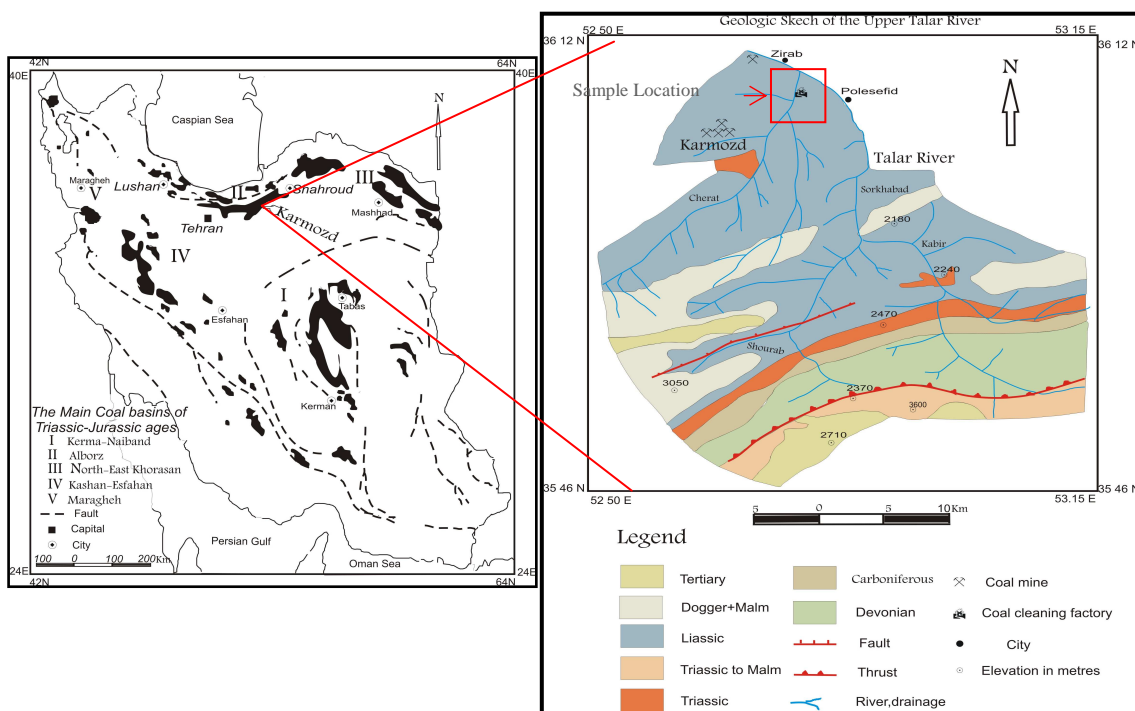 42N
64N
40E
40E
Caspian Sea
N
Maragheh
V
Lushan
II
Shahroud
III
Mashhad
Tehran
Karmozd
IV
I
Tabas
Esfahan
Kerman
The Main Coal basins of
Triassic-Jurassic ages
I Kerma-Naiband
II Alborz
III North-East Khorasan
IV Kashan-Esfahan
V Maragheh
Fault
Capital
City
100 0 100 200Km
Persian Gulf
Oman Sea
24E
24E
42N
64N
Geologic Skech of the Upper Talar River
52 50 E
53 15 E
36 12 N
36 12 N
Zirab
N
Sample Location
Polesefid
Karmozd
Talar River
Cherat
Sorkhabad
2180
Kabir
2240
2470
Shourab
3050
2370
3600
2710
35 46 N
35 46 N
52 50 E
53.15 E
5 0 5 10Km
Legend
Tertiary
Dogger+Malm
Liassic
Triassic to Malm
Triassic
Carboniferous
Devonian
Fault
Thrust
River,drainage
Coal mine
Coal cleaning factory
City
Elevation in metres